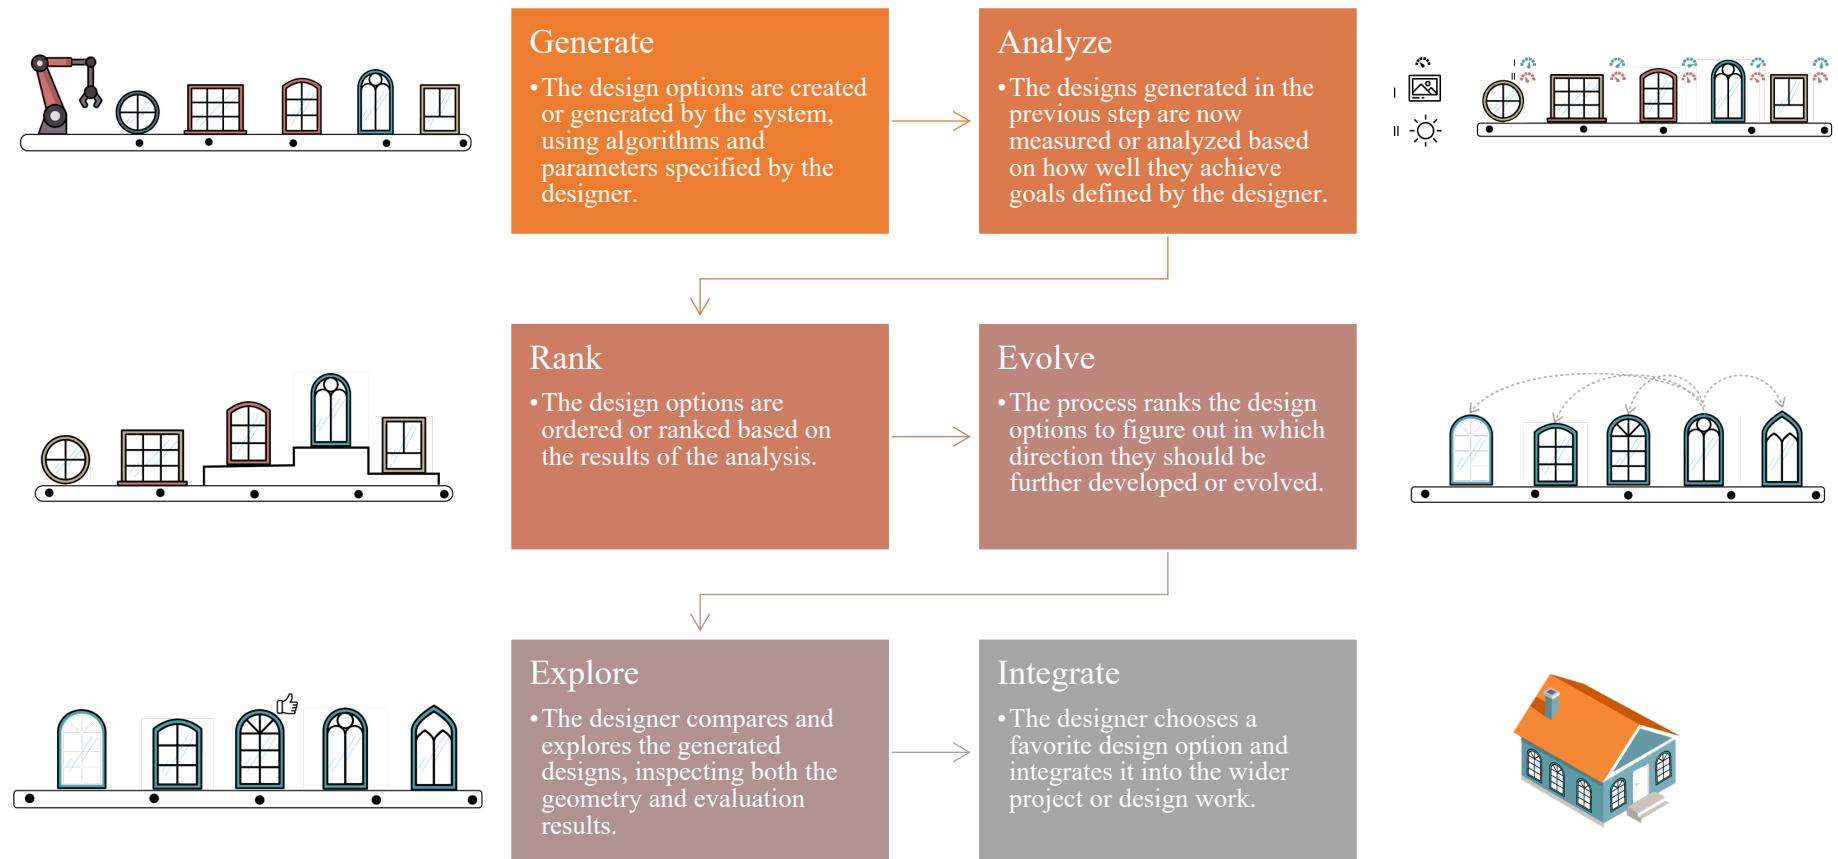 Generate
•The design options are created
or generated by the system,
using algorithms and
parameters specified by the
designer.
Analyze
•The designs generated in the
previous step are now
measured or analyzed based
on how well they achieve
goals defined by the designer.
I
II
I
II
Rank
•The design options are
ordered or ranked based on
the results of the analysis.
Evolve
•The process ranks the design
options to figure out in which
direction they should be
further developed or evolved.
Explore
•The designer compares and
explores the generated
designs, inspecting both the
geometry and evaluation
results.
Integrate
•The designer chooses a
favorite design option and
integrates it into the wider
project or design work.